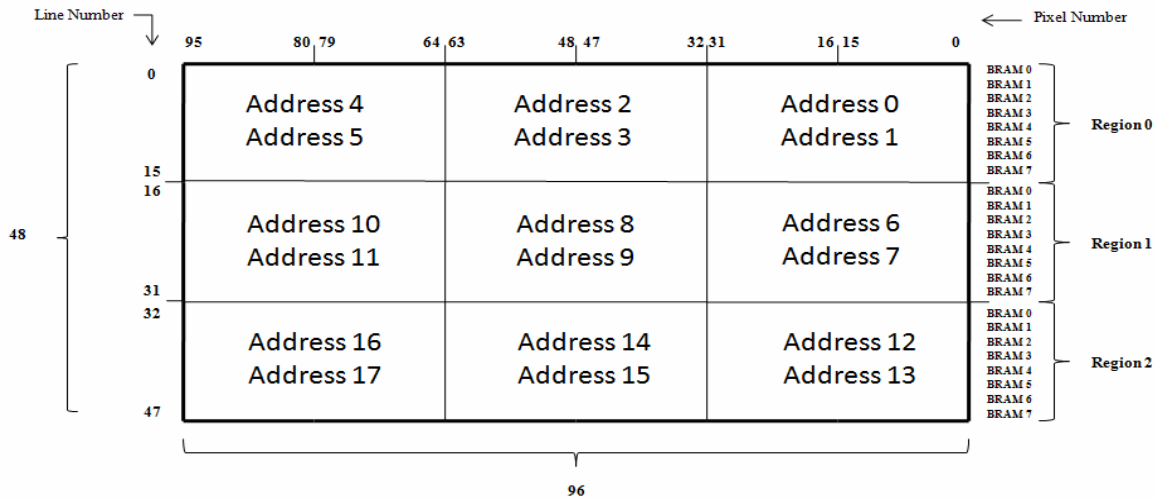 Line Number
Pixel Number
95 80 79 64 63 48 47 32 31 16 15 0
0
Address 4 Address 2 Address 0
Address 5 Address 3 Address 1
15
BRAM 0
BRAM 1
BRAM 2
BRAM 3
BRAM 4
BRAM 5
BRAM 6
BRAM 7
Region 0
16
Address 10 Address 8 Address 6
Address 11 Address 9 Address 7
31
BRAM 0
BRAM 1
BRAM 2
BRAM 3
BRAM 4
BRAM 5
BRAM 6
BRAM 7
Region 1
48
32
Address 16 Address 14 Address 12
Address 17 Address 15 Address 13
47
BRAM 0
BRAM 1
BRAM 2
BRAM 3
BRAM 4
BRAM 5
BRAM 6
BRAM 7
Region 2
96